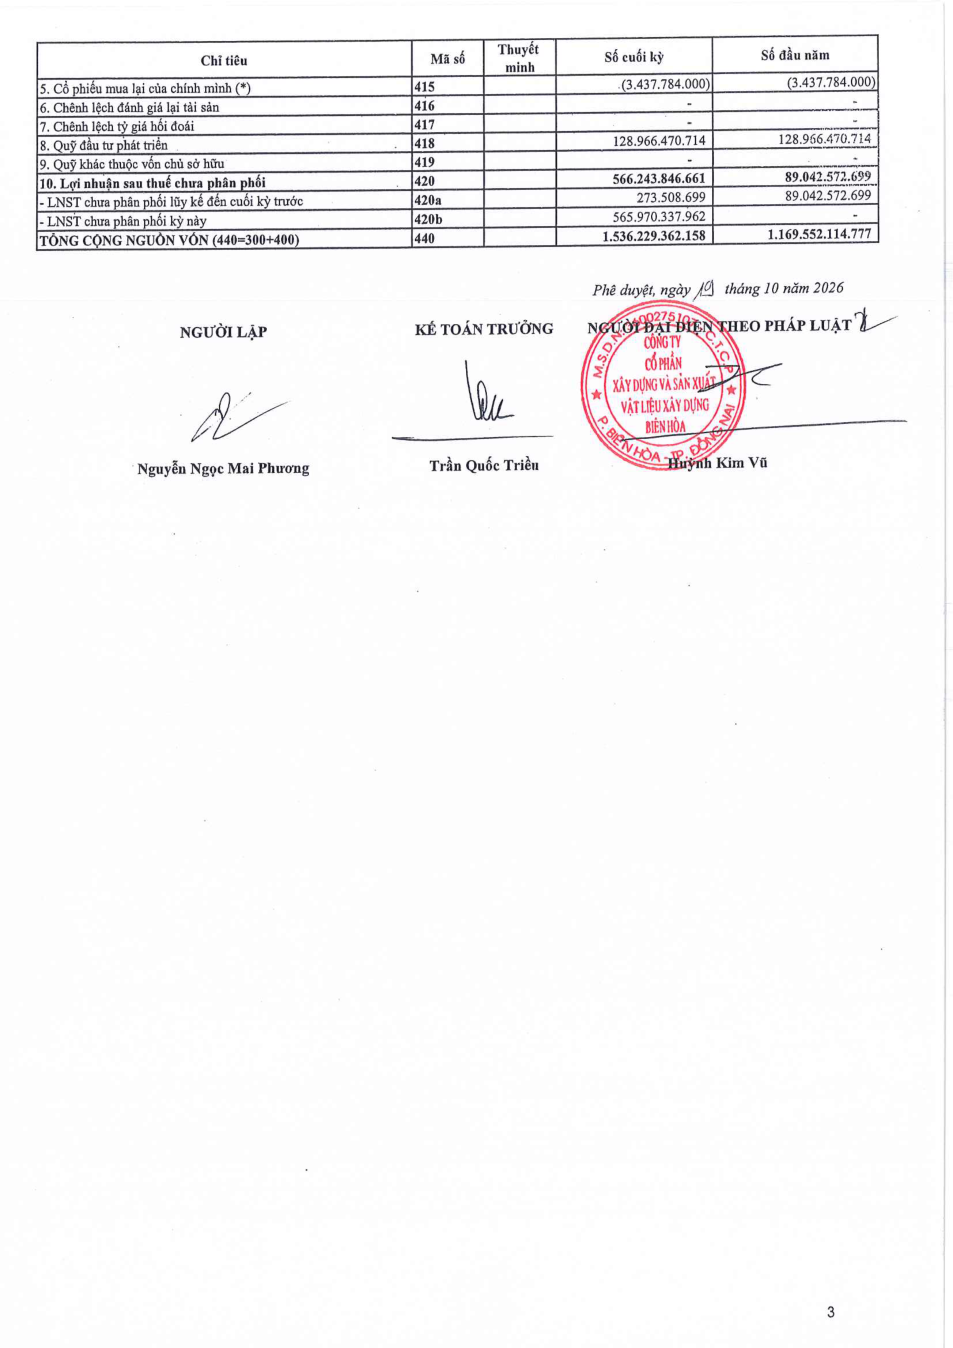 Chỉ tiêu Mã số Thuyết minh Số cuối kỳ Số đầu năm
5. Cổ phiếu mua lại của chính mình (*) 415 (3.437.784.000) (3.437.784.000)
6. Chênh lệch đánh giá lại tài sản 416 - -
7. Chênh lệch tỷ giá hối đoái 417 - -
8. Quỹ đầu tư phát triển 418 128.966.470.714 128.966.470.714
9. Quỹ khác thuộc vốn chủ sở hữu 419 - -
10. Lợi nhuận sau thuế chưa phân phối 420 566.243.846.661 89.042.572.699
- LNST chưa phân phối lũy kế đến cuối kỳ trước 420a 273.508.699 89.042.572.699
- LNST chưa phân phối kỳ này 420b 565.970.337.962 -
TỔNG CỘNG NGUỒN VỐN (440=300+400) 440 1.536.229.362.158 1.169.552.114.777
Phê duyệt, ngày 19 tháng 10 năm 2026
NGƯỜI LẬP KẾ TOÁN TRƯỞNG NGƯỜI ĐẠI DIỆN THEO PHÁP LUẬT
CÔNG TY
CỔ PHẦN
XÂY DỰNG VÀ SẢN XUẤT
VẬT LIỆU XÂY DỰNG
BIÊN HÒA
P. BIÊN HÒA - TP. ĐỒNG NAI
Nguyễn Ngọc Mai Phương Trần Quốc Triều Huỳnh Kim Vũ
3